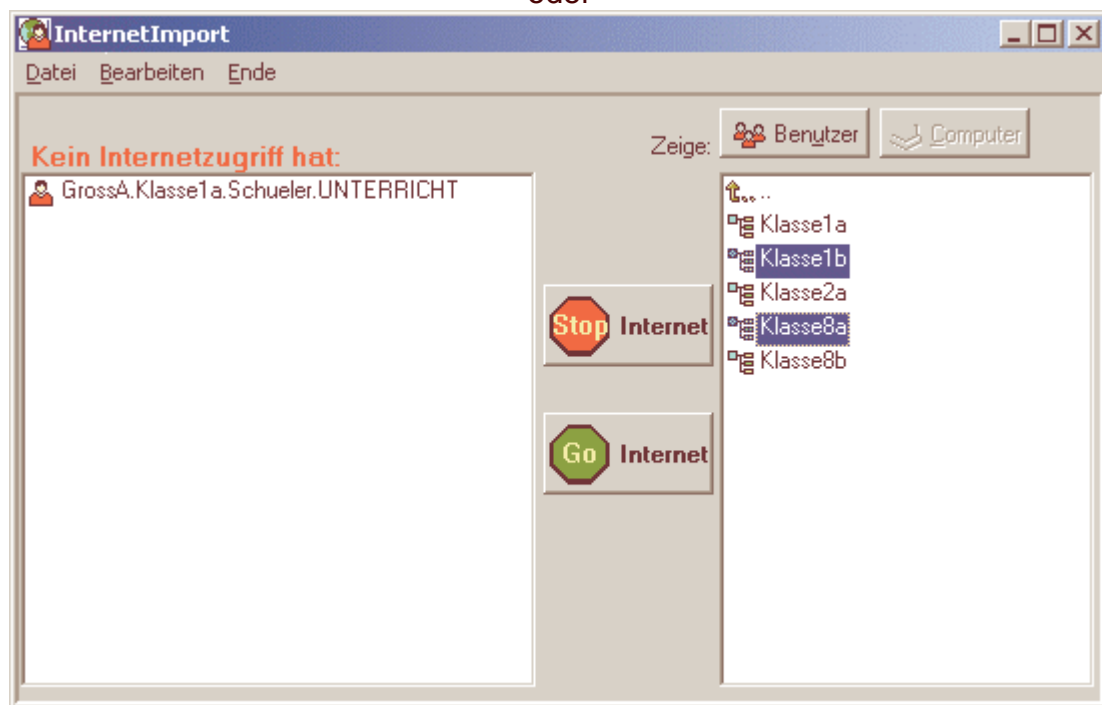 oder
InternetImport
Datei Bearbeiten Ende
Zeige: Benutzer Computer
Kein Internetzugriff hat:
GrossA.Klasse1a.Schueler.UNTERRICHT
..
Klasse1a
Klasse1b
Klasse2a
Klasse8a
Klasse8b
Stop Internet
Go Internet